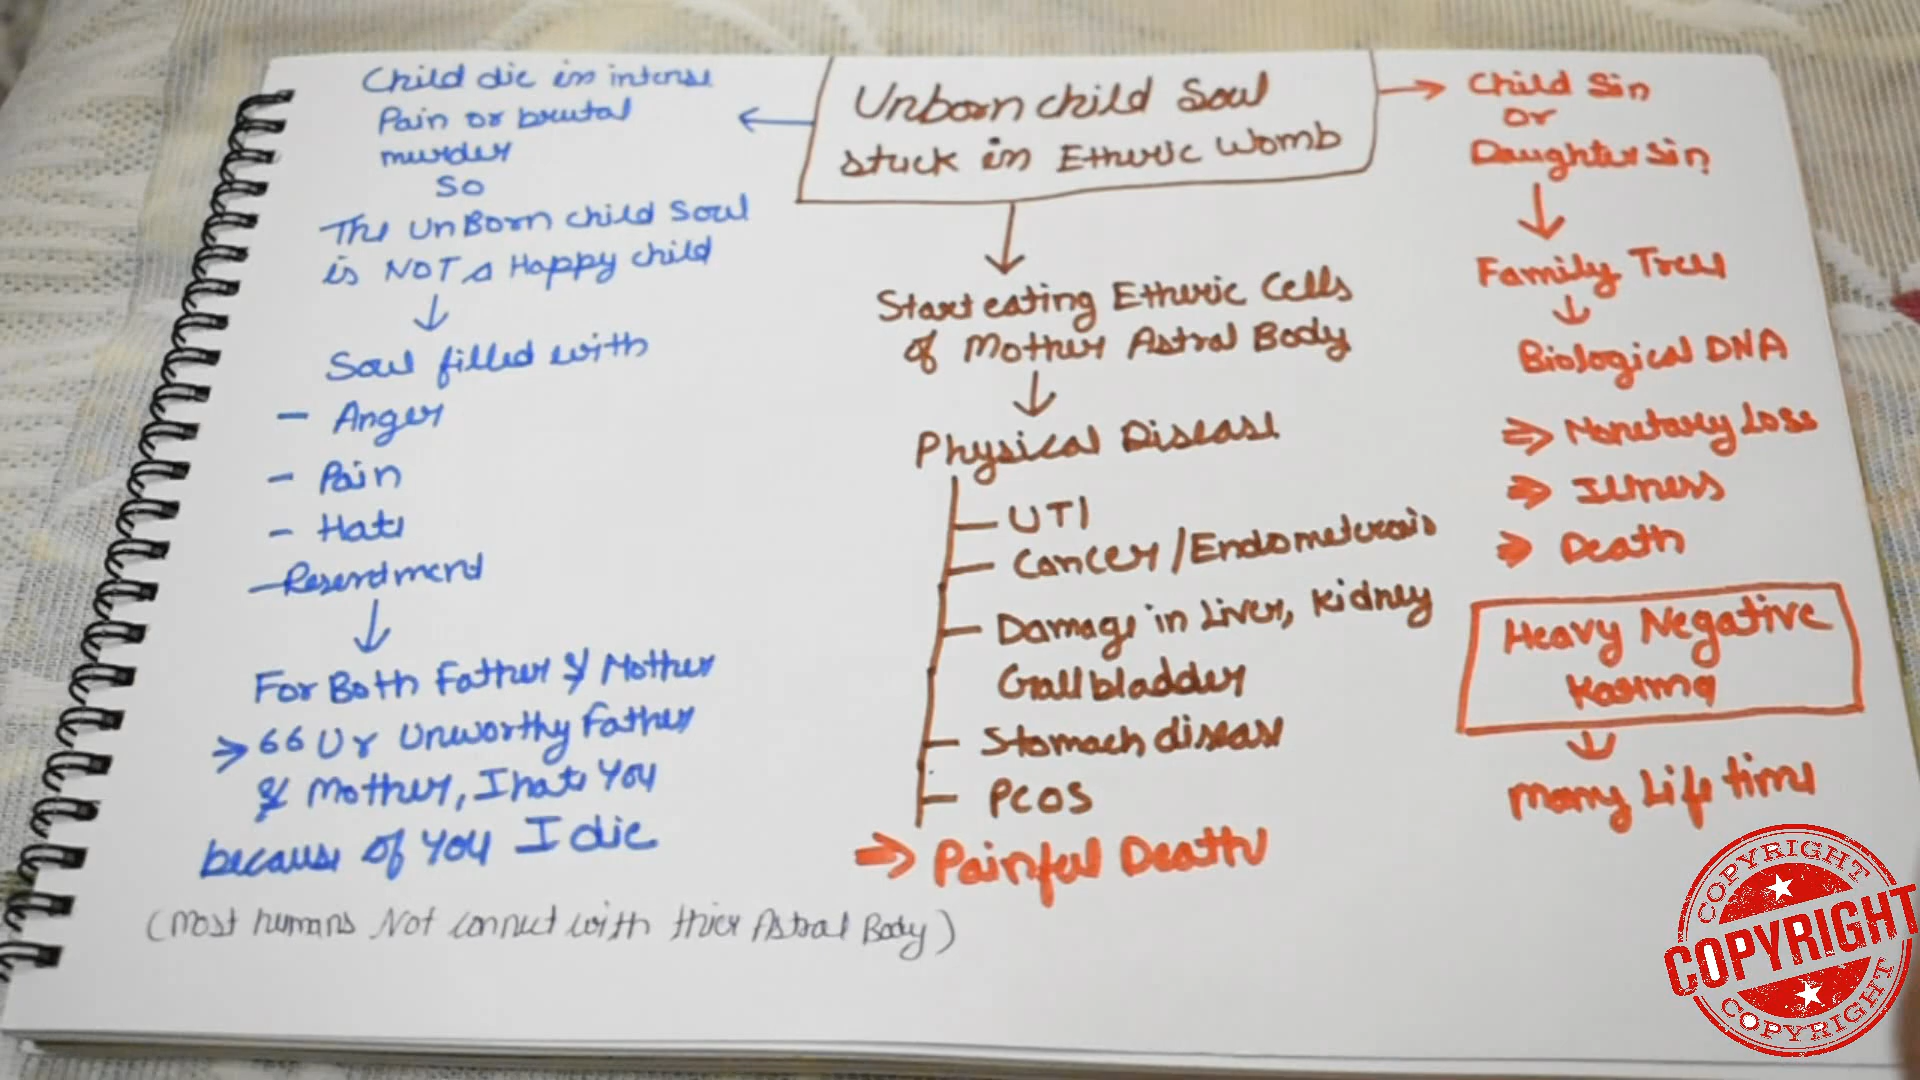 Unborn child Soul
stuck in Etheric Womb
Child die in intense
Pain or brutal
murder
So
The UnBorn child Soul
is NOT a Happy child
Soul filled with
- Anger
- Pain
- Hate
- Resentment
For Both Father & Mother
→ 66 Ur Unworthy Father
& Mother, I hate You
because of you I die
(Most humans Not connect with thier Astral Body)
Start eating Etheric Cells
of Mother Astral Body
Physical Disease
UTI
Cancer / Endometerosis
Damage in Liver, Kidney
Gallbladder
Stomach disease
PCOS
⇒ Painful Death
Child Sin
or
Daughter Sin
Family Tree
Biological DNA
⇒ Monetary Loss
⇒ Illness
⇒ Death
Heavy Negative
Karma
Many Life time
COPYRIGHT
COPYRIGHT
COPYRIGHT